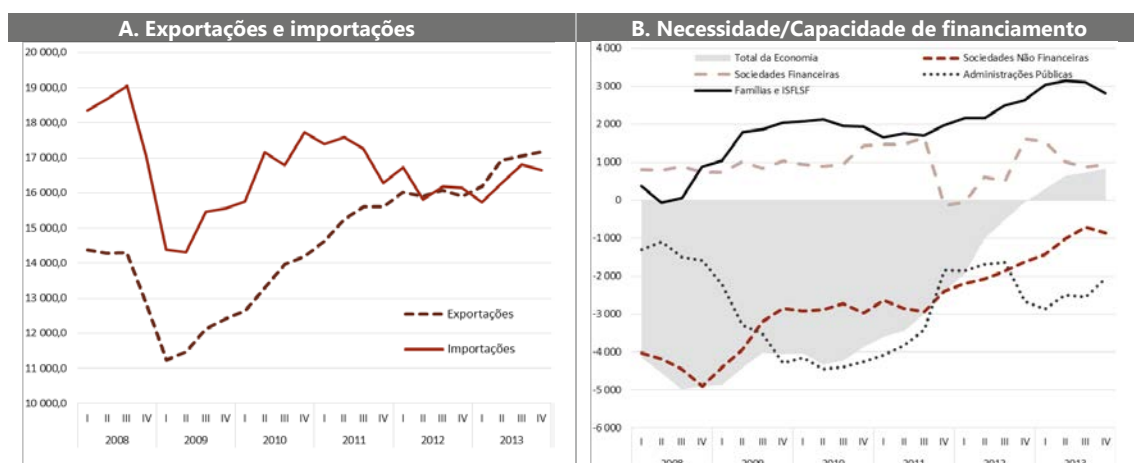 A. Exportações e importações
20 000,0
19 000,0
18 000,0
17 000,0
16 000,0
15 000,0
14 000,0
13 000,0
12 000,0
11 000,0
10 000,0
Exportações
Importações
I II III IV I II III IV I II III IV I II III IV I II III IV I II III IV
2008 2009 2010 2011 2012 2013
B. Necessidade/Capacidade de financiamento
4 000
3 000
2 000
1 000
0
-1 000
-2 000
-3 000
-4 000
-5 000
-6 000
Total da Economia Sociedades Não Financeiras
Sociedades Financeiras Administrações Públicas
Famílias e ISFLSF
I II III IV I II III IV I II III IV I II III IV I II III IV I II III IV
2008 2009 2010 2011 2012 2013